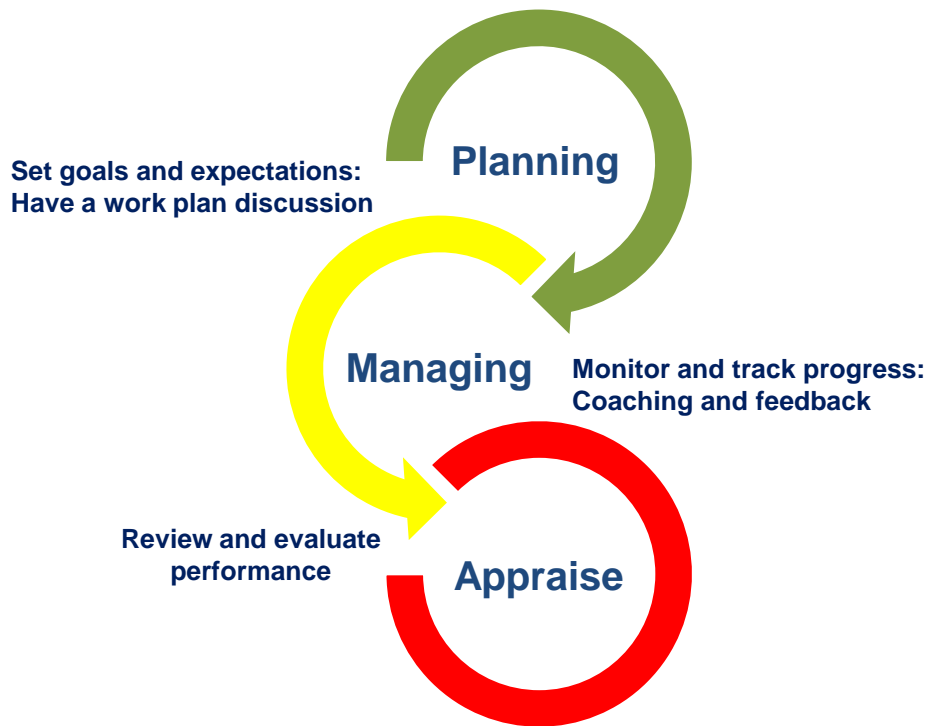 Planning
Set goals and expectations:
Have a work plan discussion
Managing
Monitor and track progress:
Coaching and feedback
Review and evaluate
performance
Appraise